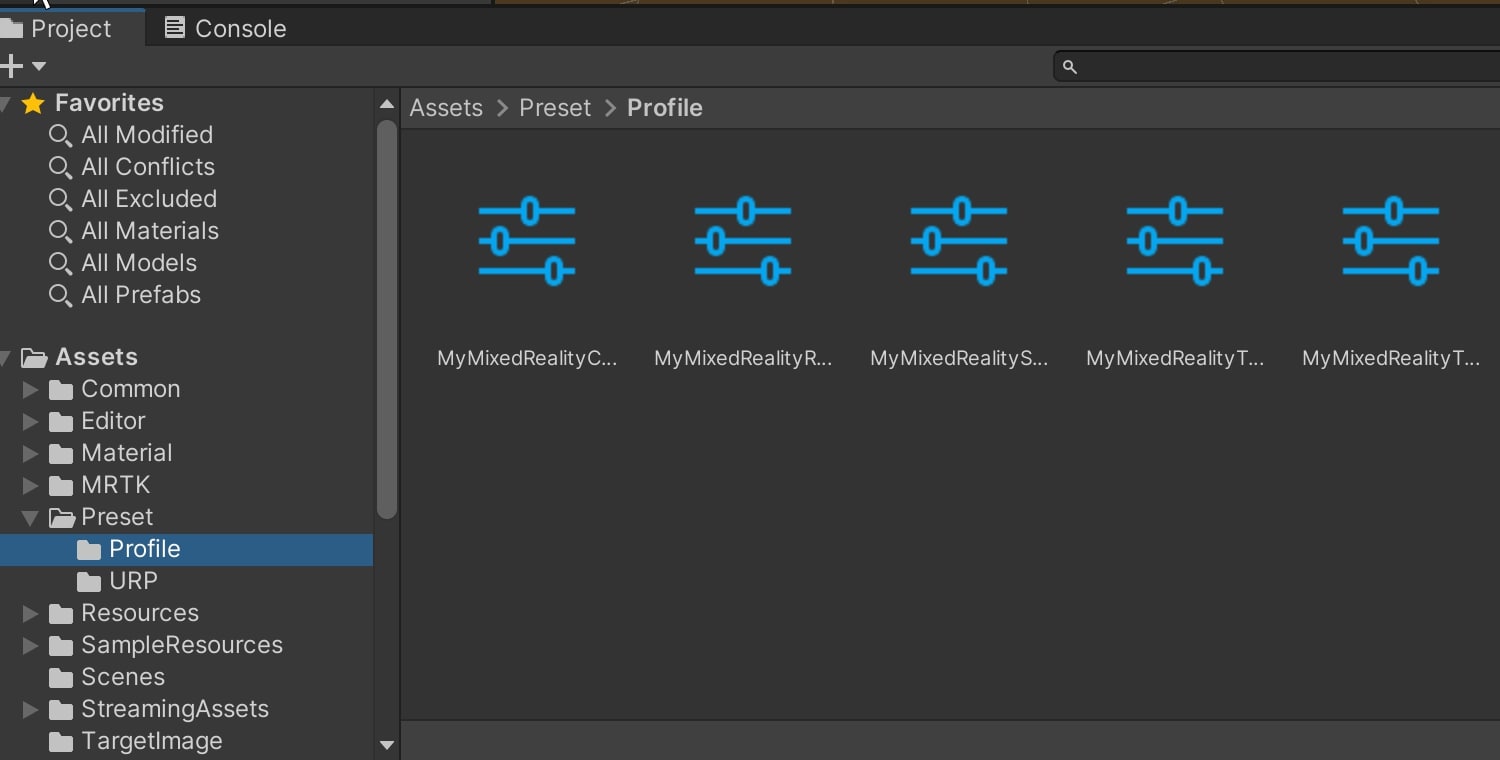 Project
Console
Favorites
All Modified
All Conflicts
All Excluded
All Materials
All Models
All Prefabs
Assets
Common
Editor
Material
MRTK
Preset
Profile
URP
Resources
SampleResources
Scenes
StreamingAssets
TargetImage
Assets > Preset > Profile
MyMixedRealityC...
MyMixedRealityR...
MyMixedRealityS...
MyMixedRealityT...
MyMixedRealityT...